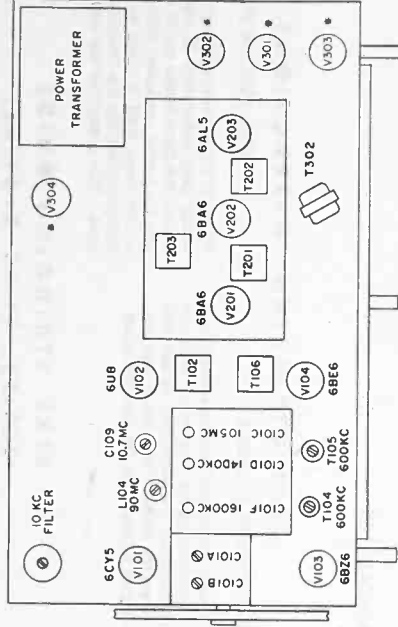 10 KC
FILTER
V304
*
POWER
TRANSFORMER
L104
90MC
C109
10.7MC
6CY5
V101
6U8
V102
T102
T106
6BA6
V201
T203
6BA6
V202
6AL5
V203
T201
T202
V302
*
V301
*
V303
*
C101B
C101A
C101F 1600KC
C101D 1400KC
C101C 105MC
V103
6BZ6
T104
600KC
T105
600KC
V104
6BE6
T302